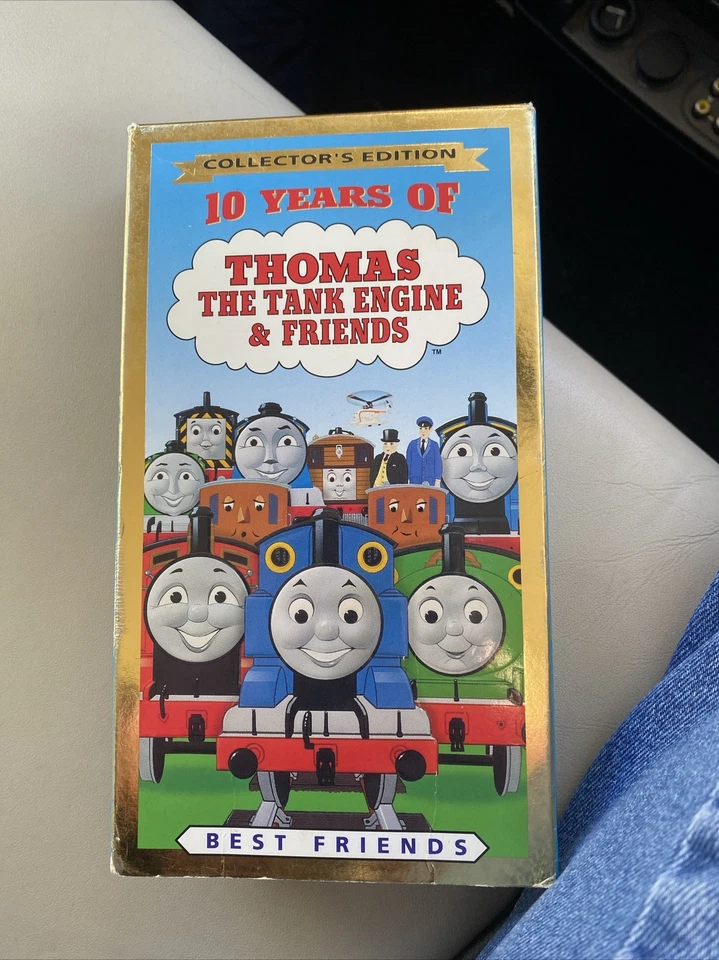 COLLECTOR'S EDITION
10 YEARS OF
THOMAS
THE TANK ENGINE
& FRIENDS
TM
BEST FRIENDS